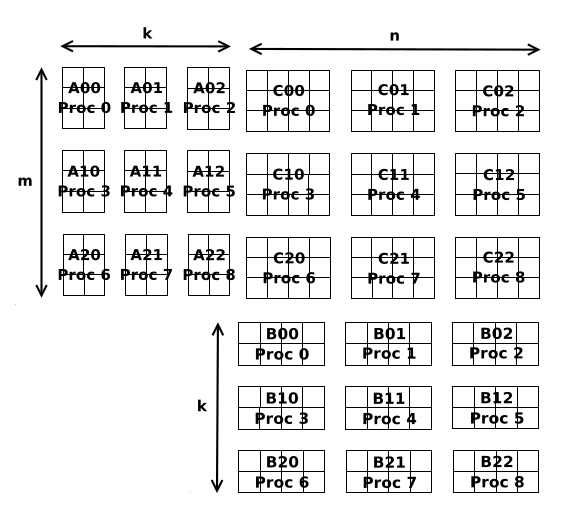 k n
A00 A01 A02 C00 C01 C02
Proc 0 Proc 1 Proc 2 Proc 0 Proc 1 Proc 2
m
A10 A11 A12 C10 C11 C12
Proc 3 Proc 4 Proc 5 Proc 3 Proc 4 Proc 5
A20 A21 A22 C20 C21 C22
Proc 6 Proc 7 Proc 8 Proc 6 Proc 7 Proc 8
B00 B01 B02
Proc 0 Proc 1 Proc 2
k
B10 B11 B12
Proc 3 Proc 4 Proc 5
B20 B21 B22
Proc 6 Proc 7 Proc 8